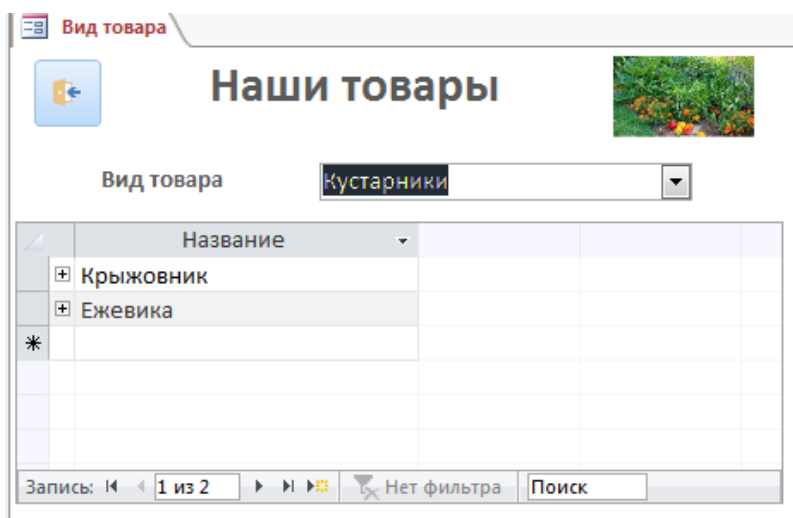 Вид товара
Наши товары
Вид товара Кустарники
Название
Крыжовник
Ежевика
Запись: 1 из 2 Нет фильтра Поиск